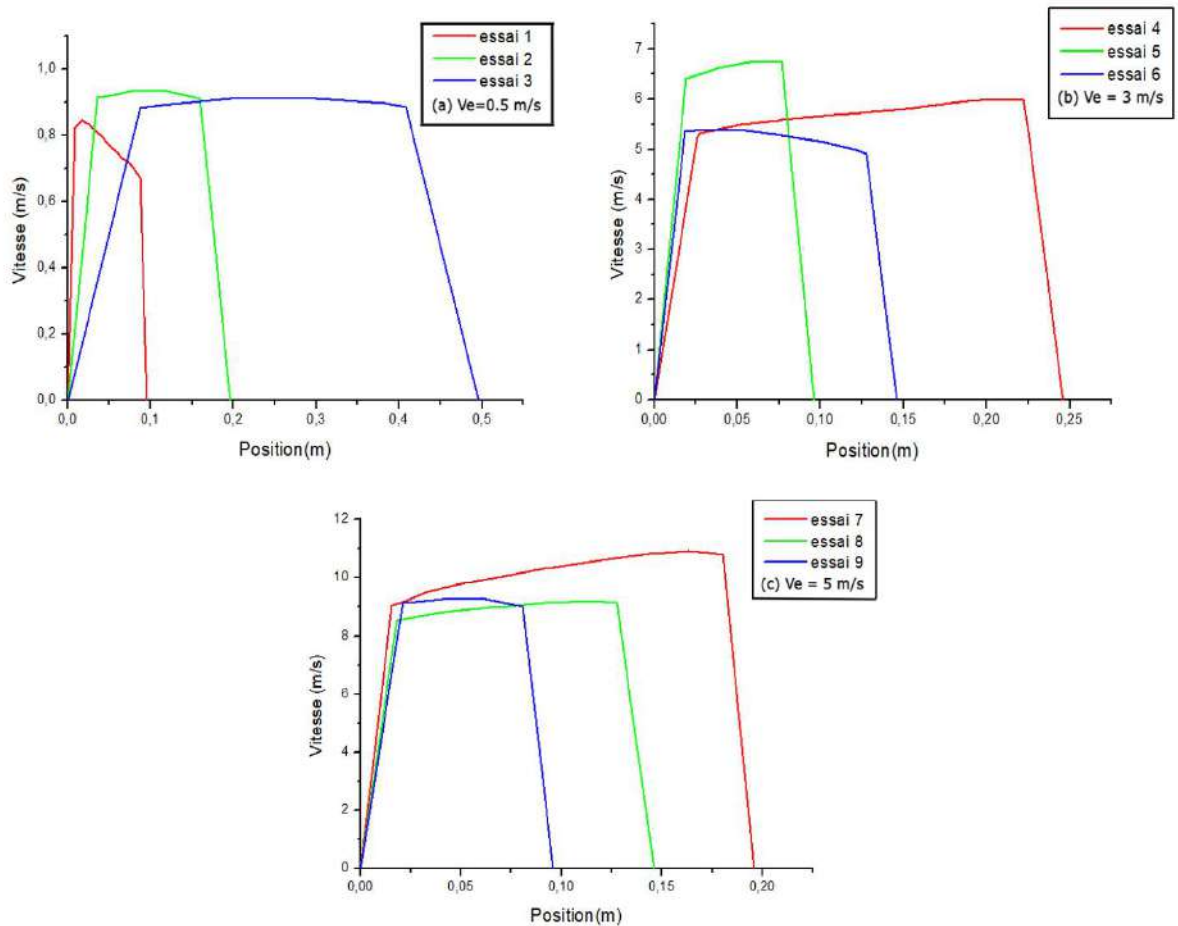 essai 1
essai 2
essai 3
(a) Ve=0.5 m/s
1,0
0,8
0,6
0,4
0,2
0,0
Vitesse (m/s)
0,0 0,1 0,2 0,3 0,4 0,5
Position(m)
essai 4
essai 5
essai 6
(b) Ve = 3 m/s
7
6
5
4
3
2
1
0
Vitesse (m/s)
0,00 0,05 0,10 0,15 0,20 0,25
Position(m)
essai 7
essai 8
essai 9
(c) Ve = 5 m/s
12
10
8
6
4
2
0
Vitesse (m/s)
0,00 0,05 0,10 0,15 0,20
Position(m)